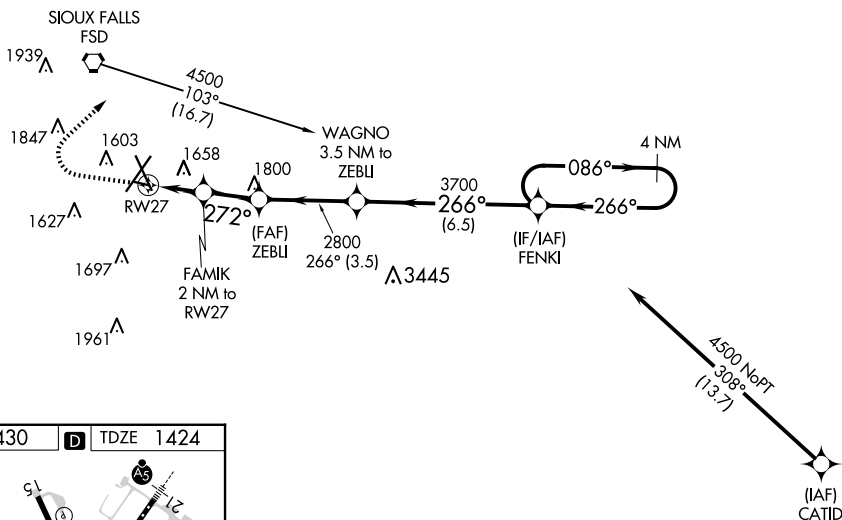 SIOUX FALLS
FSD
1939
4500
103°
(16.7)
1847
1603
1658
1800
WAGNO
3.5 NM to
ZEBLI
3700
266°
(6.5)
086°
4 NM
266°
RW27
272°
1627
(FAF)
ZEBLI
2800
266° (3.5)
(IF/IAF)
FENKI
1697
FAMIK
2 NM to
RW27
3445
1961
4500 NoPT
308°
(13.7)
(IAF)
CATID
430
D
TDZE 1424
A5
15
21